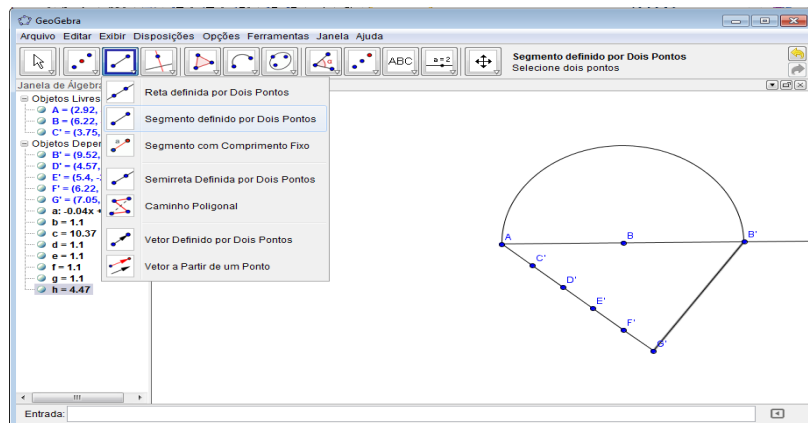 GeoGebra
Arquivo Editar Exibir Disposições Opções Ferramentas Janela Ajuda
ABC
a=2
Segmento definido por Dois Pontos
Selecione dois pontos
Janela de Álgebra
Objetos Livres
A = (2.92,
B = (6.22,
C' = (3.75,
Objetos Deper
B' = (9.52,
D' = (4.57,
E' = (5.4,
F' = (6.22,
G' = (7.05,
a: -0.04x
b = 1.1
c = 10.37
d = 1.1
e = 1.1
f = 1.1
g = 1.1
h = 4.47
Reta definida por Dois Pontos
Segmento definido por Dois Pontos
Segmento com Comprimento Fixo
Semirreta Definida por Dois Pontos
Caminho Poligonal
Vetor Definido por Dois Pontos
Vetor a Partir de um Ponto
A
B
B'
C'
D'
E'
F'
G'
Entrada: